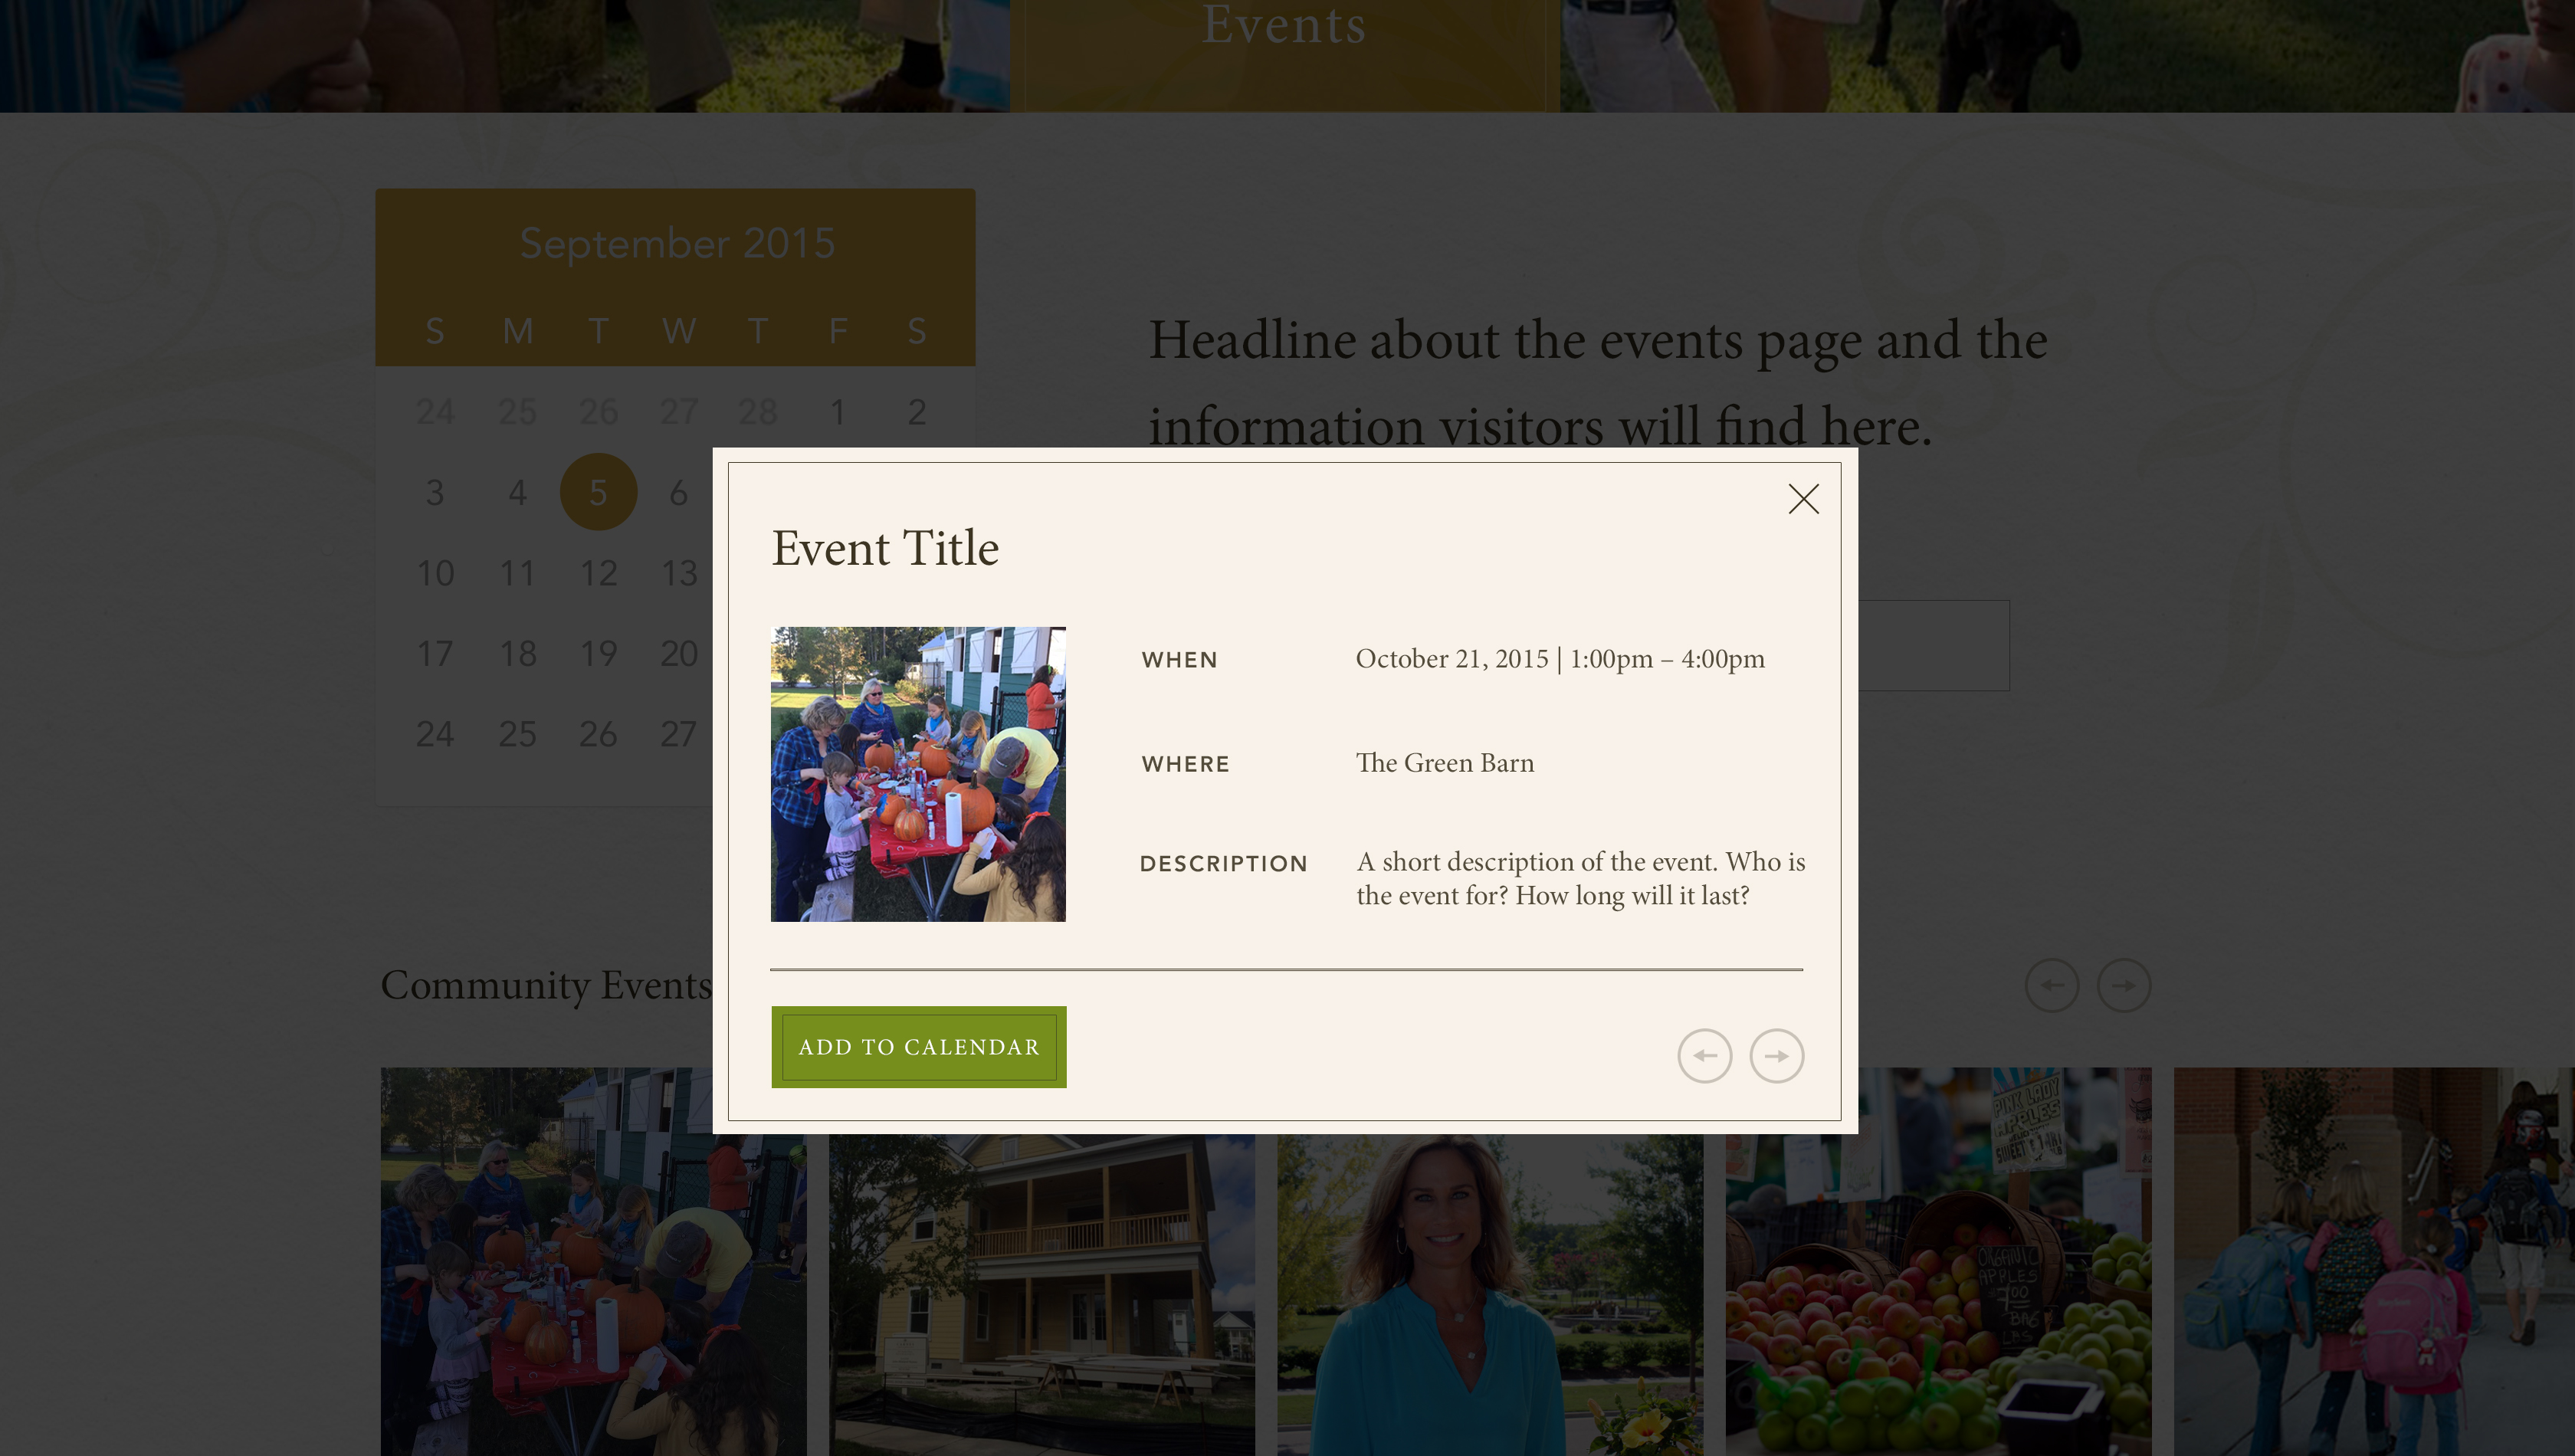 Events
September 2015
S M T W T F S
24 25 26 27 28 1 2
3 4 5 6
10 11 12 13
17 18 19 20
24 25 26 27
Headline about the events page and the
information visitors will find here.
Event Title
WHEN October 21, 2015 | 1:00pm – 4:00pm
WHERE The Green Barn
DESCRIPTION A short description of the event. Who is
the event for? How long will it last?
ADD TO CALENDAR
Community Events
PINK LADY
APPLES
SWEET
ORGANIC
APPLES
BAG